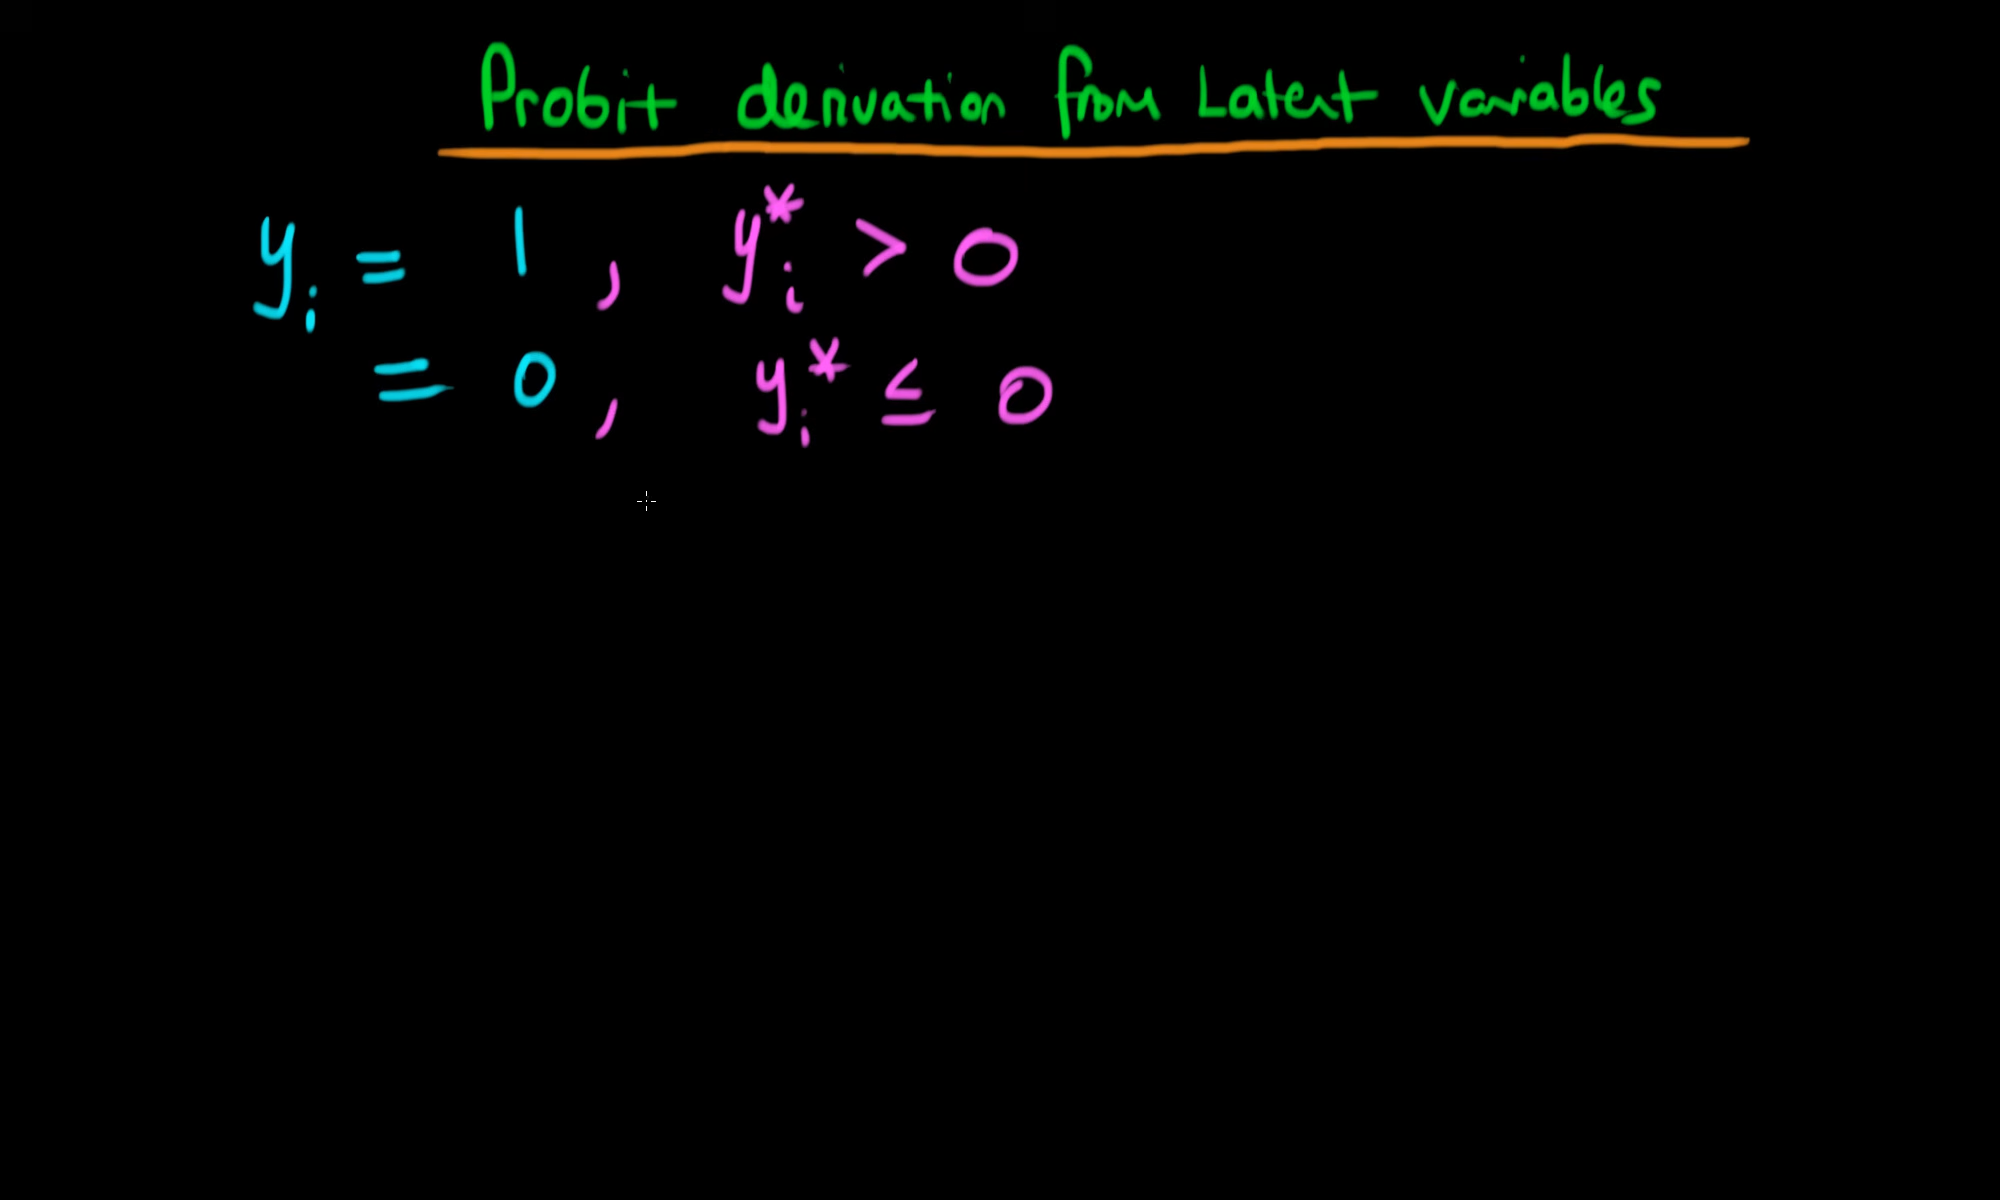 Probit derivation from Latent variables
yᵢ = 1 , yᵢ* > 0
= 0 , yᵢ* ≤ 0